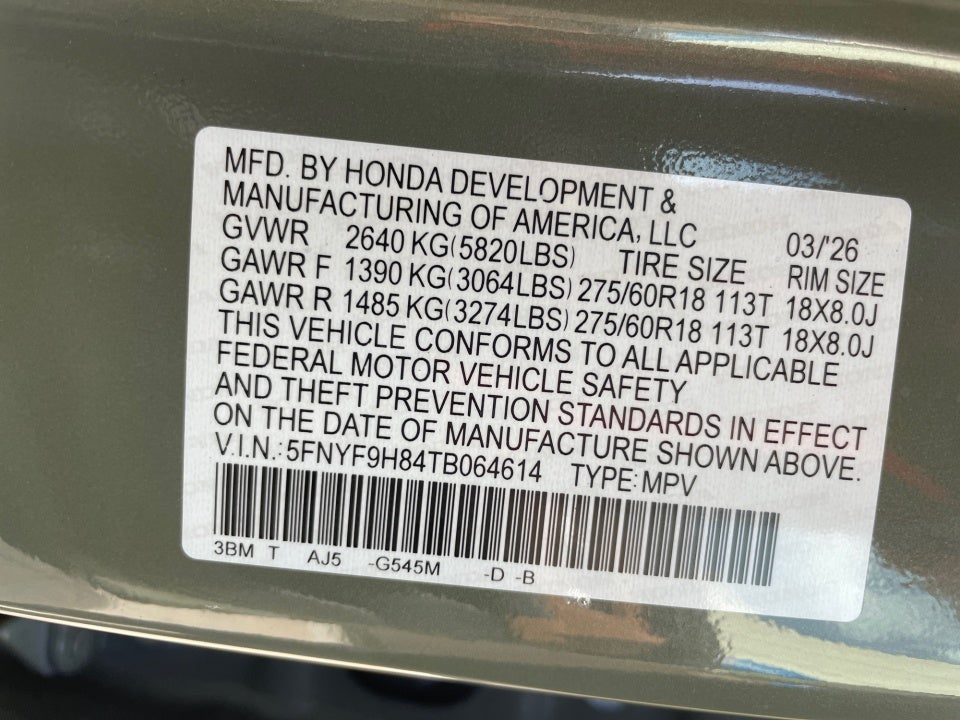 MFD. BY HONDA DEVELOPMENT &
MANUFACTURING OF AMERICA, LLC 03/'26
GVWR 2640 KG(5820LBS) TIRE SIZE RIM SIZE
GAWR F 1390 KG(3064LBS) 275/60R18 113T 18X8.0J
GAWR R 1485 KG(3274LBS) 275/60R18 113T 18X8.0J
THIS VEHICLE CONFORMS TO ALL APPLICABLE
FEDERAL MOTOR VEHICLE SAFETY
AND THEFT PREVENTION STANDARDS IN EFFECT
ON THE DATE OF MANUFACTURE SHOWN ABOVE.
V.I.N.:5FNYF9H84TB064614 TYPE:MPV
3BM T AJ5 -G545M -D -B